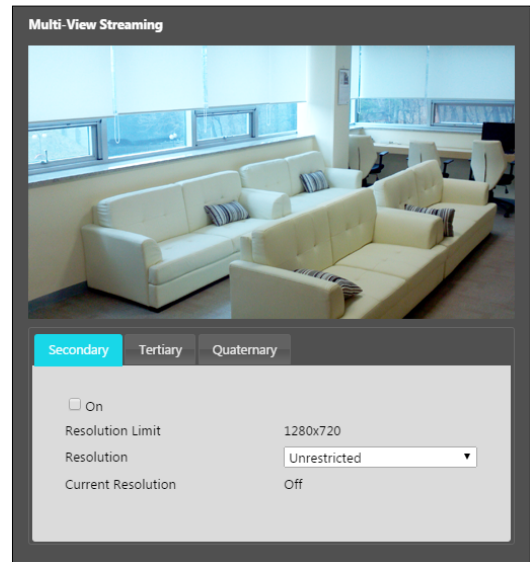 Multi-View Streaming
Secondary Tertiary Quaternary
On
Resolution Limit 1280x720
Resolution Unrestricted
Current Resolution Off